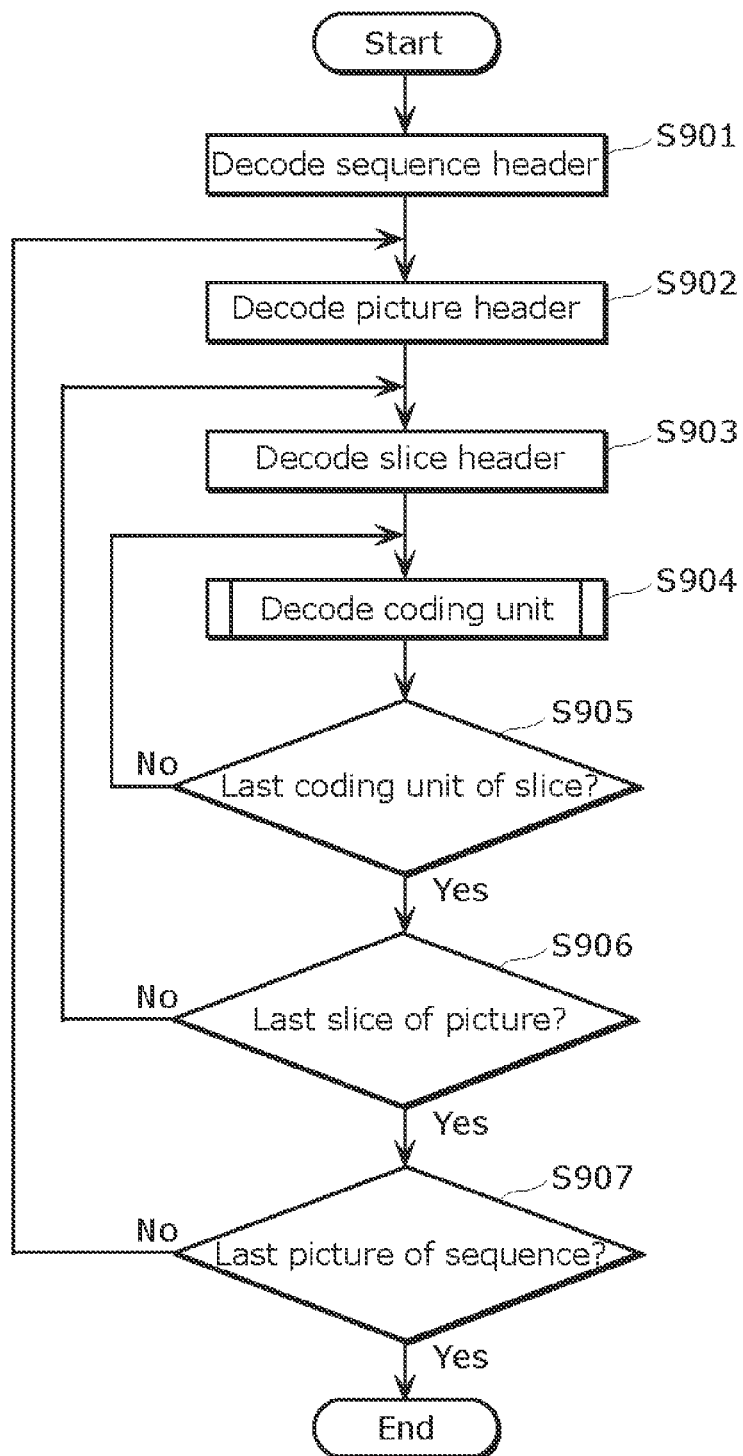 Start
S901
Decode sequence header
S902
Decode picture header
S903
Decode slice header
S904
Decode coding unit
S905
No
Last coding unit of slice?
Yes
S906
No
Last slice of picture?
Yes
S907
No
Last picture of sequence?
Yes
End